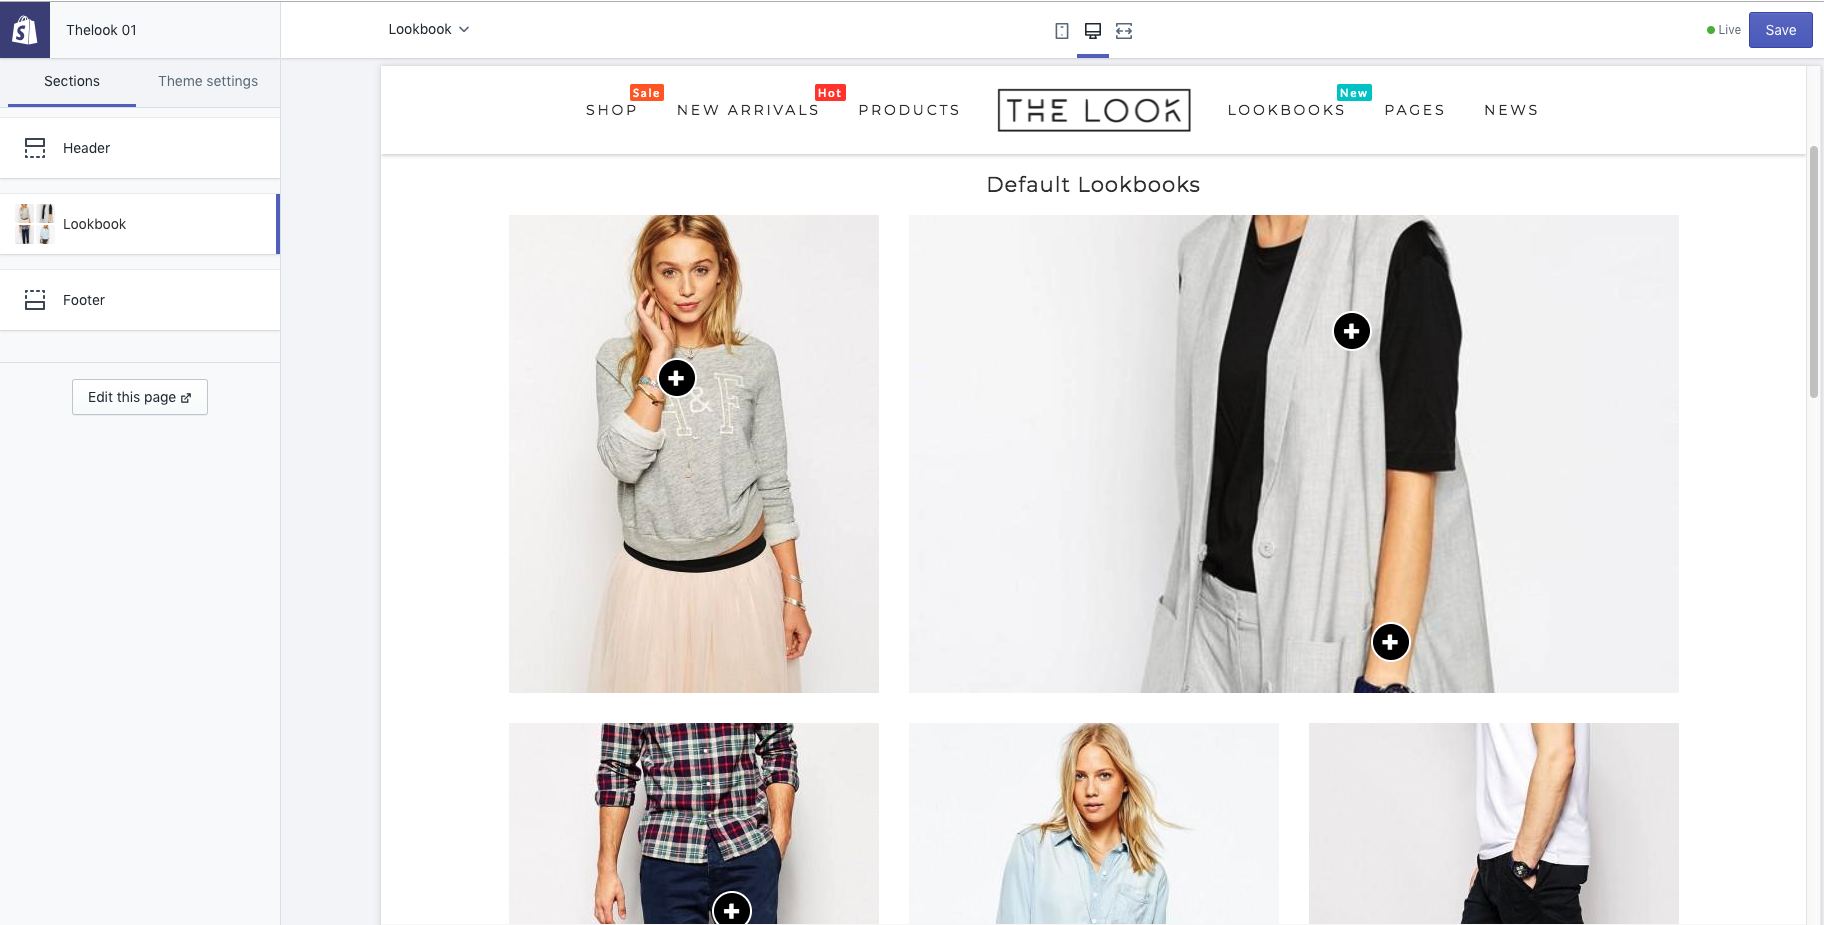 Thelook 01
Lookbook
Live
Save
Sections
Theme settings
Header
Lookbook
Footer
Edit this page
Sale
Hot
New
SHOP
NEW ARRIVALS
PRODUCTS
THE LOOK
LOOKBOOKS
PAGES
NEWS
Default Lookbooks
A&F